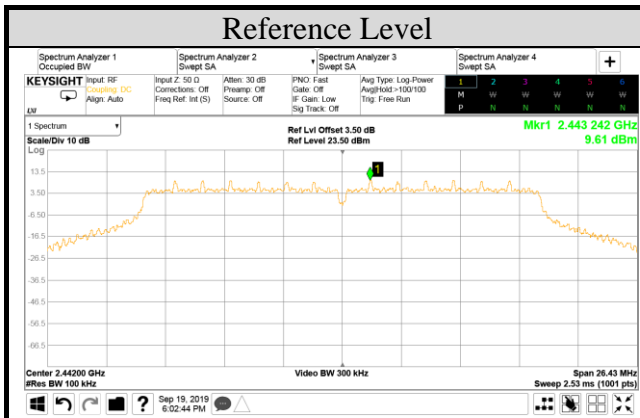 Reference Level
Spectrum Analyzer 1
Occupied BW
Spectrum Analyzer 2
Swept SA
Spectrum Analyzer 3
Swept SA
Spectrum Analyzer 4
Swept SA
+
KEYSIGHT
LXI
Input: RF
Coupling: DC
Align: Auto
Input Z: 50 Ω
Corrections: Off
Freq Ref: Int (S)
Atten: 30 dB
Preamp: Off
Source: Off
PNO: Fast
Gate: Off
IF Gain: Low
Sig Track: Off
Avg Type: Log-Power
Avg|Hold:>100/100
Trig: Free Run
1 2 3 4 5 6
M W W W W W
P N N N N N
1 Spectrum
Scale/Div 10 dB
Ref Lvl Offset 3.50 dB
Ref Level 23.50 dBm
Mkr1 2.443 242 GHz
9.61 dBm
Log
1
13.5
3.50
-6.50
-16.5
-26.5
-36.5
-46.5
-56.5
-66.5
Center 2.44200 GHz
#Res BW 100 kHz
Video BW 300 kHz
Span 26.43 MHz
Sweep 2.53 ms (1001 pts)
?
Sep 19, 2019
6:02:44 PM